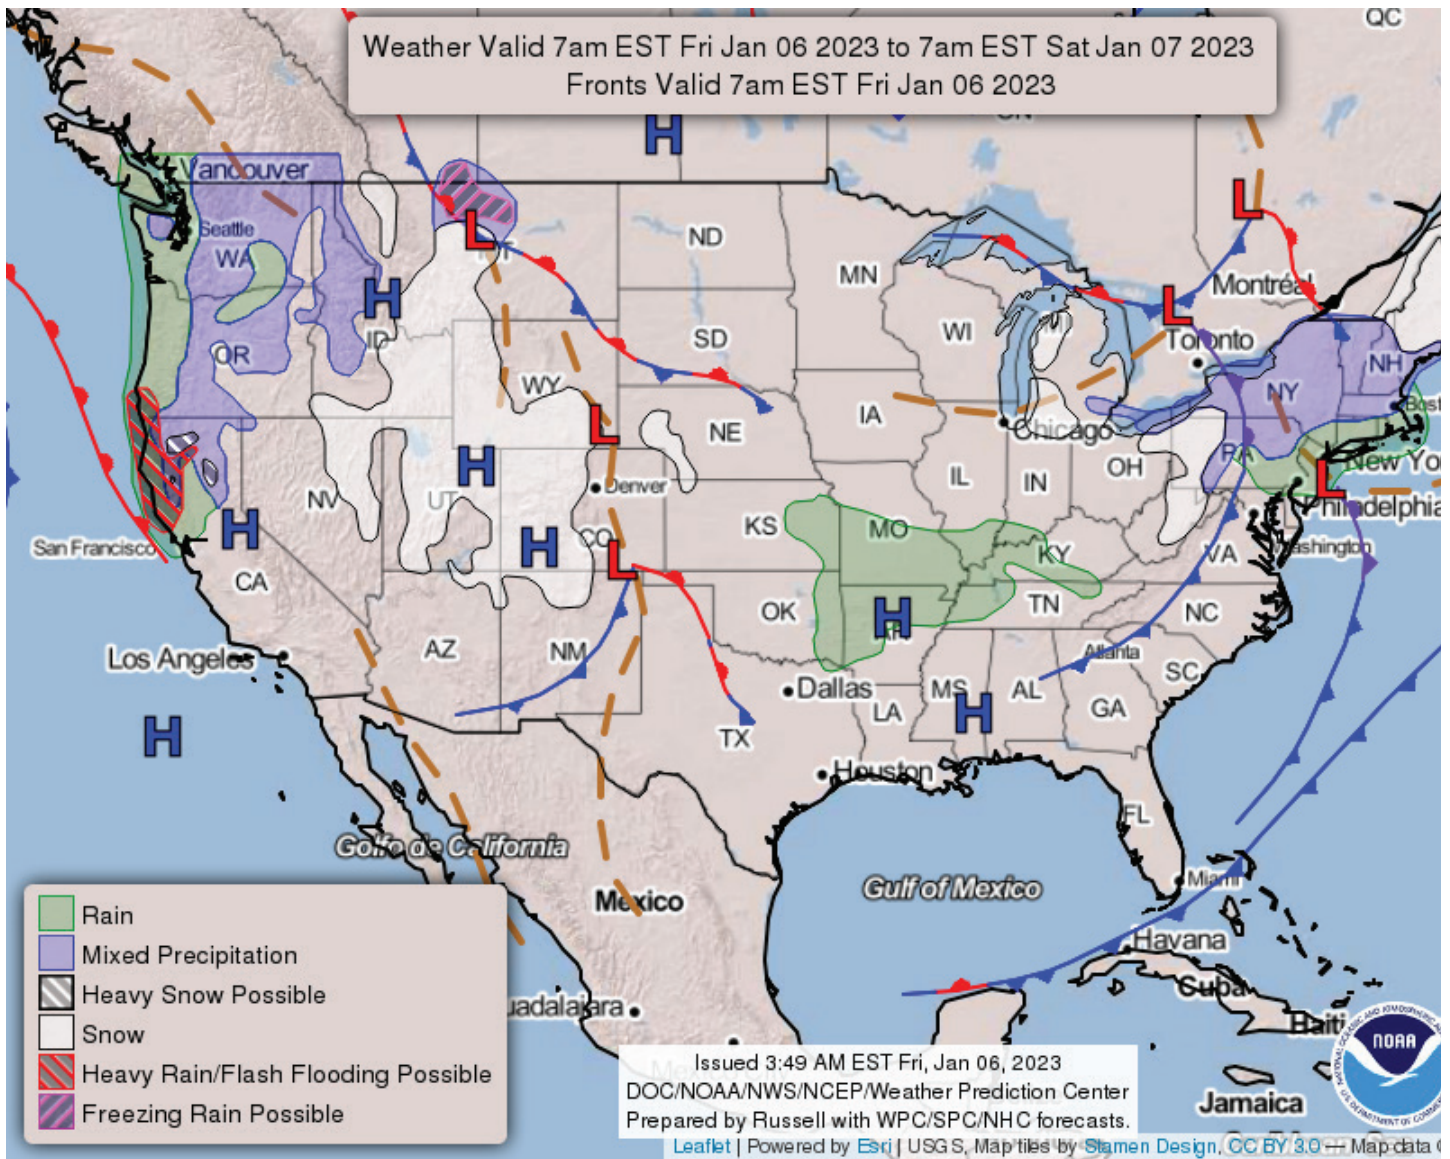 QC
Weather Valid 7am EST Fri Jan 06 2023 to 7am EST Sat Jan 07 2023
Fronts Valid 7am EST Fri Jan 06 2023
H
Vancouver
L
Seattle
L
ND
WA
MN
Montréal
H
L
ID
SD
WI
Toronto
OR
NH
WY
NY
IA
L
NE
Chicago
Boston
H
OH
PA
New Yor
NV
UT
Denver
IL
IN
L
Philadelphia
H
KS
MO
San Francisco
H
CO
L
KY
VA
Washington
CA
OK
H
TN
NC
Los Angeles
AZ
NM
Atlanta
SC
Dallas
MS
AL
H
LA
H
GA
TX
Houston
FL
Golfo de California
Gulf of Mexico
Miami
Mexico
Rain
Havana
Mixed Precipitation
Cuba
Heavy Snow Possible
uadalajara
Haiti
Snow
NOAA
Issued 3:49 AM EST Fri, Jan 06, 2023
Heavy Rain/Flash Flooding Possible
DOC/NOAA/NWS/NCEP/Weather Prediction Center
Jamaica
Freezing Rain Possible
Prepared by Russell with WPC/SPC/NHC forecasts.
Leaflet | Powered by Esri | USGS, Map tiles by Stamen Design, CC BY 3.0 — Map data ©